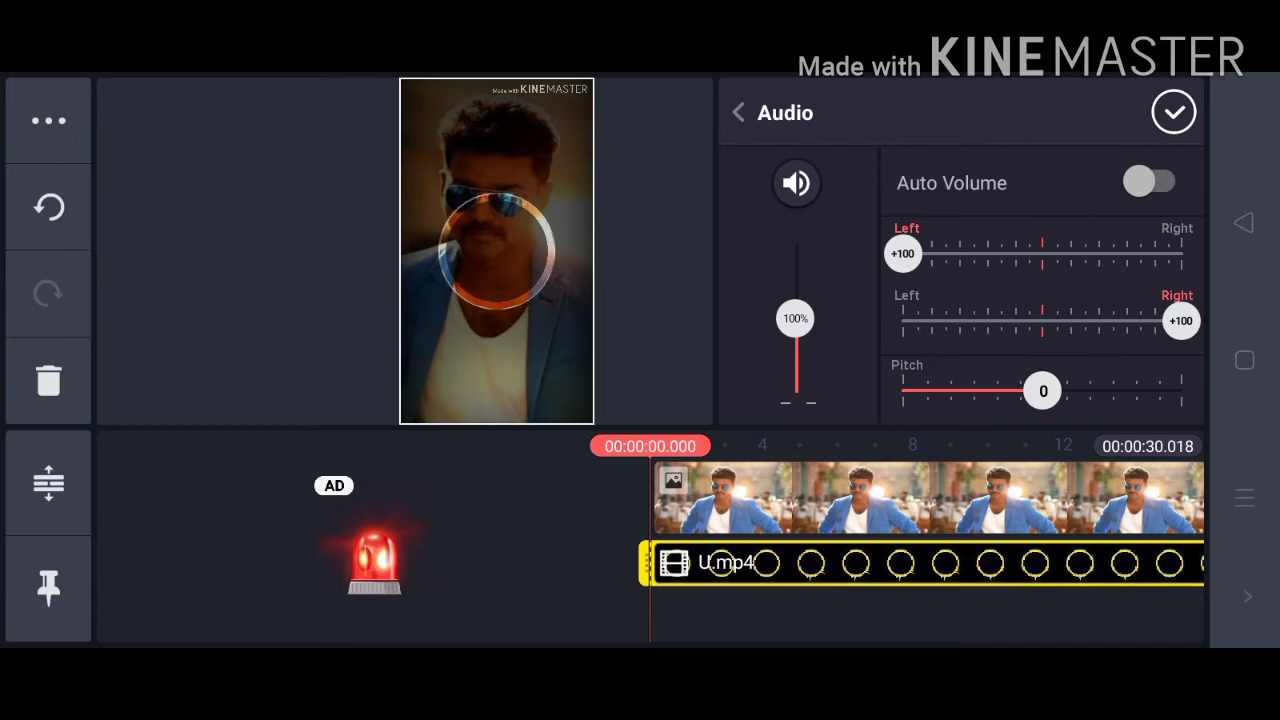 Made with KINEMASTER
Made with KINEMASTER
Audio
Auto Volume
Left Right
+100
100%
Left Right
+100
Pitch
0
00:00:00.000 4 8 12 00:00:30.018
AD
U.mp4